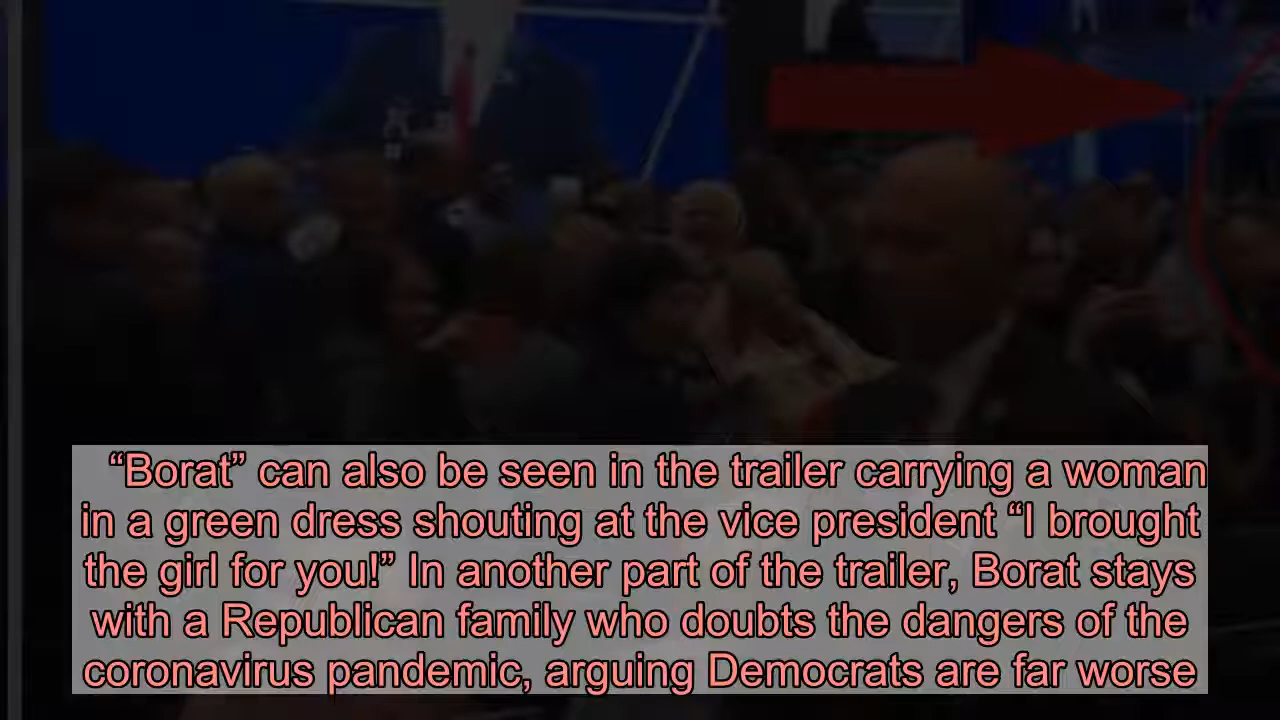 “Borat” can also be seen in the trailer carrying a woman
in a green dress shouting at the vice president “I brought
the girl for you!” In another part of the trailer, Borat stays
with a Republican family who doubts the dangers of the
coronavirus pandemic, arguing Democrats are far worse